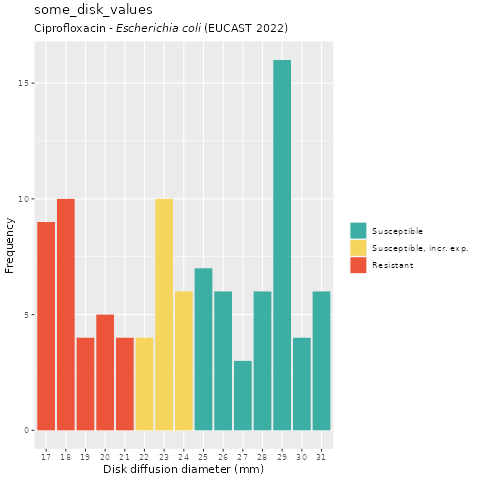 some_disk_values
Ciprofloxacin - Escherichia coli (EUCAST 2022)
Frequency
15
10
5
0
17 18 19 20 21 22 23 24 25 26 27 28 29 30 31
Disk diffusion diameter (mm)
Susceptible
Susceptible, incr. exp.
Resistant